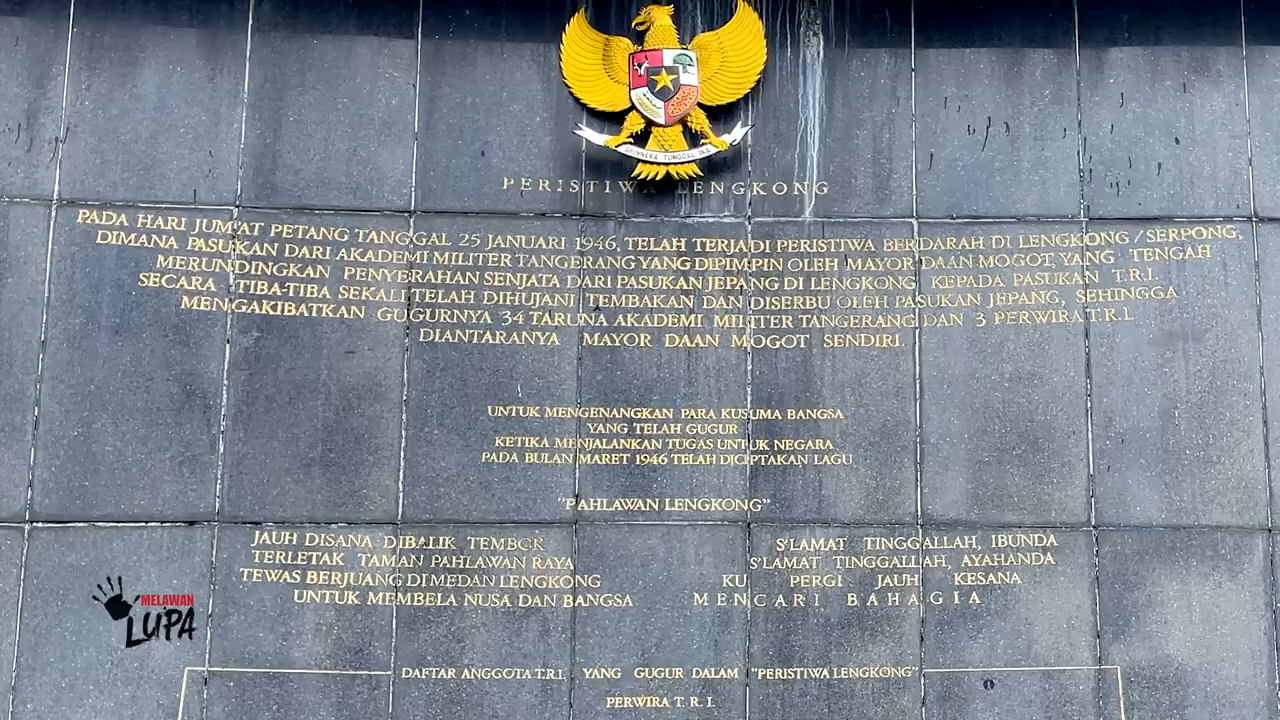 BHINNEKA TUNGGAL IKA
PERISTIWA LENGKONG
PADA HARI JUM'AT PETANG TANGGAL 25 JANUARI 1946, TELAH TERJADI PERISTIWA BERDARAH DI LENGKONG/SERPONG,
DIMANA PASUKAN DARI AKADEMI MILITER TANGERANG YANG DIPIMPIN OLEH MAYOR DAAN MOGOT, YANG TENGAH
MERUNDINGKAN PENYERAHAN SENJATA DARI PASUKAN JEPANG DI LENGKONG KEPADA PASUKAN T.R.I.
SECARA TIBA-TIBA SEKALI TELAH DIHUJANI TEMBAKAN DAN DISERBU OLEH PASUKAN JEPANG, SEHINGGA
MENGAKIBATKAN GUGURNYA 34 TARUNA AKADEMI MILITER TANGERANG DAN 3 PERWIRA T.R.I.
DIANTARANYA MAYOR DAAN MOGOT SENDIRI.
UNTUK MENGENANGKAN PARA KUSUMA BANGSA
YANG TELAH GUGUR
KETIKA MENJALANKAN TUGAS UNTUK NEGARA
PADA BULAN MARET 1946 TELAH DICIPTAKAN LAGU
"PAHLAWAN LENGKONG"
JAUH DISANA DIBALIK TEMBOK
TERLETAK TAMAN PAHLAWAN RAYA
TEWAS BERJUANG DI MEDAN LENGKONG
UNTUK MEMBELA NUSA DAN BANGSA
S'LAMAT TINGGALLAH, IBUNDA
S'LAMAT TINGGALLAH, AYAHANDA
KU PERGI JAUH KESANA
MENCARI BAHAGIA
MELAWAN
LUPA
DAFTAR ANGGOTA T.R.I. YANG GUGUR DALAM "PERISTIWA LENGKONG"
PERWIRA T.R.I.